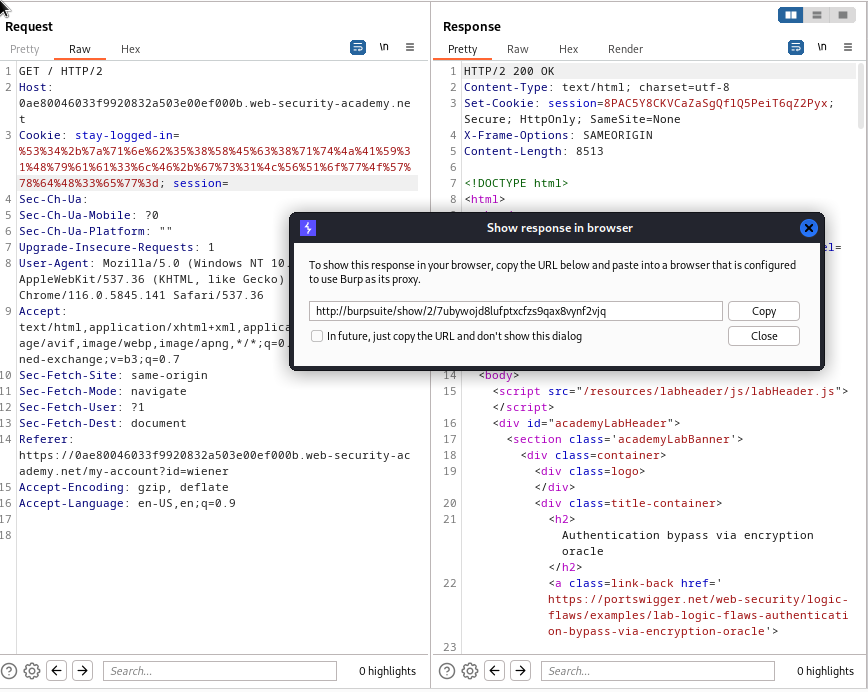 Request
Pretty Raw Hex
\n
1 GET / HTTP/2
2 Host:
0ae80046033f9920832a503e00ef000b.web-security-academy.ne
t
3 Cookie: stay-logged-in=
%53%34%2b%7a%71%6e%62%35%38%58%45%63%38%71%74%4a%41%59%3
1%48%79%61%61%33%6c%46%2b%67%73%31%4c%56%51%6f%77%4f%57%
78%64%48%33%65%77%3d; session=
4 Sec-Ch-Ua:
5 Sec-Ch-Ua-Mobile: ?0
6 Sec-Ch-Ua-Platform: ""
7 Upgrade-Insecure-Requests: 1
8 User-Agent: Mozilla/5.0 (Windows NT 10.
AppleWebKit/537.36 (KHTML, like Gecko)
Chrome/116.0.5845.141 Safari/537.36
9 Accept:
text/html,application/xhtml+xml,applica
age/avif,image/webp,image/apng,*/*;q=0.
ned-exchange;v=b3;q=0.7
10 Sec-Fetch-Site: same-origin
11 Sec-Fetch-Mode: navigate
12 Sec-Fetch-User: ?1
13 Sec-Fetch-Dest: document
14 Referer:
https://0ae80046033f9920832a503e00ef000b.web-security-ac
ademy.net/my-account?id=wiener
15 Accept-Encoding: gzip, deflate
16 Accept-Language: en-US,en;q=0.9
17
18
Search...
0 highlights
Response
Pretty Raw Hex Render
\n
1 HTTP/2 200 OK
2 Content-Type: text/html; charset=utf-8
3 Set-Cookie: session=8PAC5Y8CKVCaZaSgQflQ5PeiT6qZ2Pyx;
Secure; HttpOnly; SameSite=None
4 X-Frame-Options: SAMEORIGIN
5 Content-Length: 8513
6
7 <!DOCTYPE html>
8 <html>
el=
Show response in browser
To show this response in your browser, copy the URL below and paste into a browser that is configured
to use Burp as its proxy.
http://burpsuite/show/2/7ubywojd8lufptxcfzs9qax8vynf2vjq
Copy
In future, just copy the URL and don't show this dialog
Close
14 <body>
15 <script src="/resources/labheader/js/labHeader.js">
</script>
16 <div id="academyLabHeader">
17 <section class='academyLabBanner'>
18 <div class=container>
19 <div class=logo>
</div>
20 <div class=title-container>
21 <h2>
Authentication bypass via encryption
oracle
</h2>
22 <a class=link-back href='
https://portswigger.net/web-security/logic-
flaws/examples/lab-logic-flaws-authenticati
on-bypass-via-encryption-oracle'>
23
Search...
0 highlights